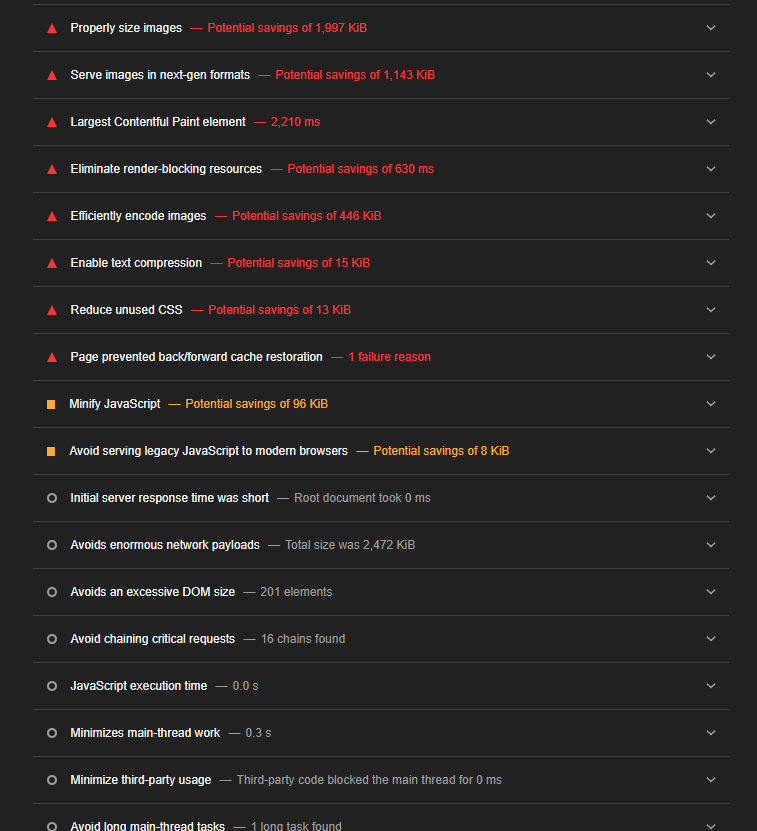 Properly size images — Potential savings of 1,997 KiB
Serve images in next-gen formats — Potential savings of 1,143 KiB
Largest Contentful Paint element — 2,210 ms
Eliminate render-blocking resources — Potential savings of 630 ms
Efficiently encode images — Potential savings of 446 KiB
Enable text compression — Potential savings of 15 KiB
Reduce unused CSS — Potential savings of 13 KiB
Page prevented back/forward cache restoration — 1 failure reason
Minify JavaScript — Potential savings of 96 KiB
Avoid serving legacy JavaScript to modern browsers — Potential savings of 8 KiB
Initial server response time was short — Root document took 0 ms
Avoids enormous network payloads — Total size was 2,472 KiB
Avoids an excessive DOM size — 201 elements
Avoid chaining critical requests — 16 chains found
JavaScript execution time — 0.0 s
Minimizes main-thread work — 0.3 s
Minimize third-party usage — Third-party code blocked the main thread for 0 ms
Avoid long main-thread tasks — 1 long task found